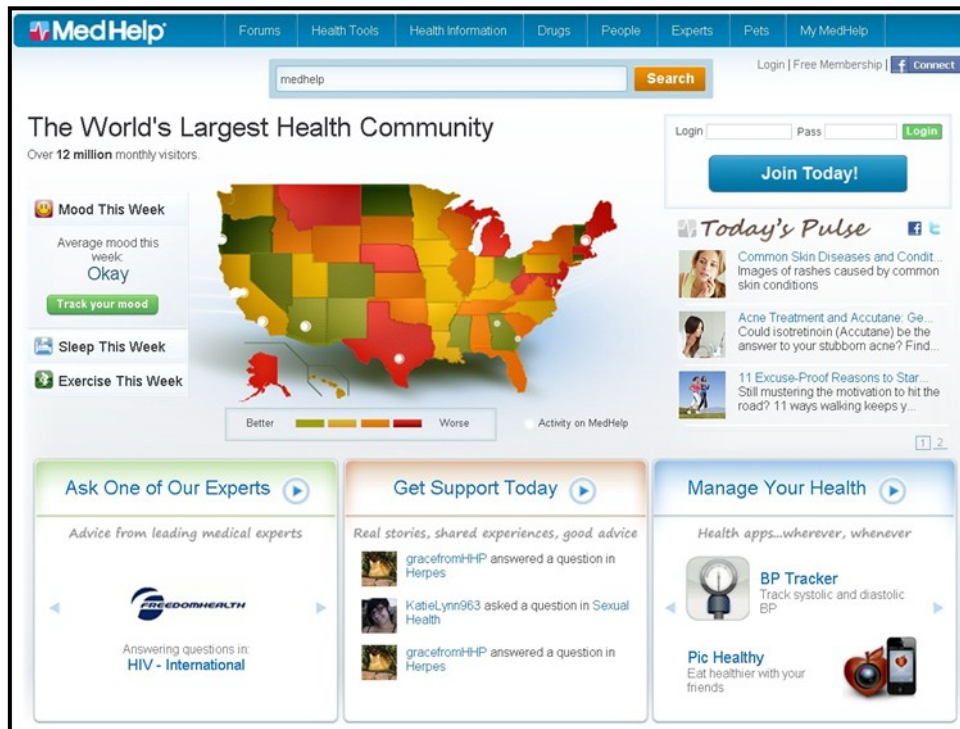 MedHelp
Forums Health Tools Health Information Drugs People Experts Pets My MedHelp
medhelp Search
Login | Free Membership | f Connect
The World's Largest Health Community
Over 12 million monthly visitors.
Login Pass Login
Join Today!
Mood This Week
Average mood this
week:
Okay
Track your mood
Sleep This Week
Exercise This Week
Better Worse Activity on MedHelp
Today's Pulse
Common Skin Diseases and Condit...
Images of rashes caused by common
skin conditions
Acne Treatment and Accutane: Ge...
Could isotretinoin (Accutane) be the
answer to your stubborn acne? Find...
11 Excuse-Proof Reasons to Star...
Still mustering the motivation to hit the
road? 11 ways walking keeps y...
1 2
Ask One of Our Experts
Advice from leading medical experts
FREEDOMHEALTH
Answering questions in:
HIV - International
Get Support Today
Real stories, shared experiences, good advice
gracefromHHP answered a question in
Herpes
KatieLynn963 asked a question in Sexual
Health
gracefromHHP answered a question in
Herpes
Manage Your Health
Health apps...wherever, whenever
BP Tracker
Track systolic and diastolic
BP
Pic Healthy
Eat healthier with your
friends